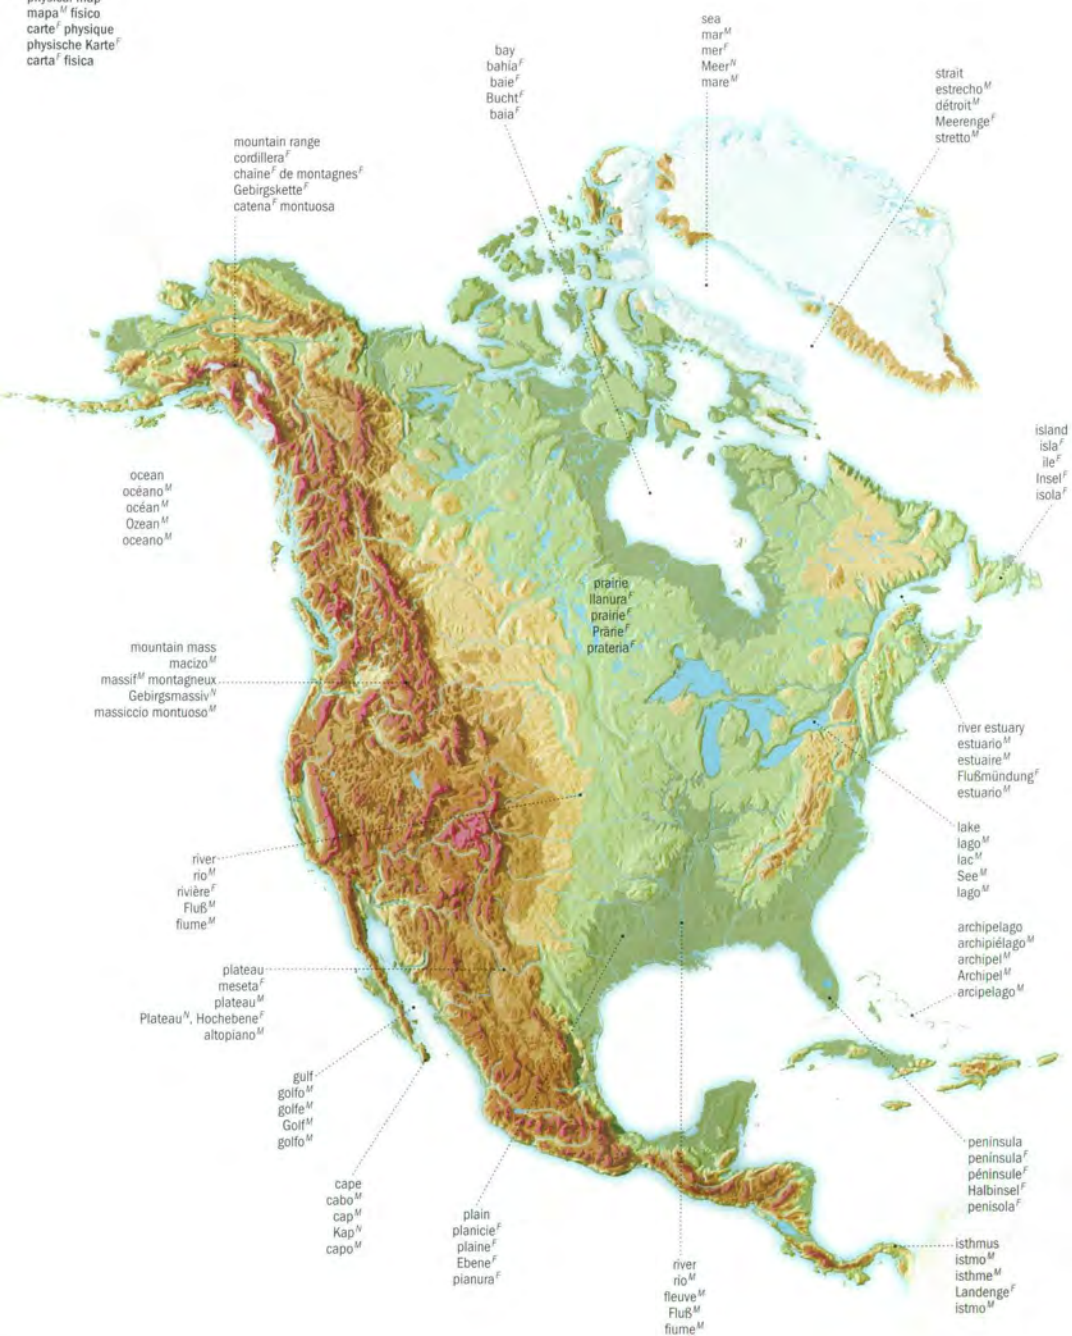 physical map
mapa^M físico
carte^F physique
physische Karte^F
carta^F fisica
sea
mar^M
mer^F
Meer^N
mare^M
bay
bahía^F
baie^F
Bucht^F
baia^F
strait
estrecho^M
détroit^M
Meerenge^F
stretto^M
mountain range
cordillera^F
chaîne^F de montagnes^F
Gebirgskette^F
catena^F montuosa
island
isla^F
île^F
Insel^F
isola^F
ocean
océano^M
océan^M
Ozean^M
oceano^M
prairie
llanura^F
prairie^F
Prärie^F
prateria^F
mountain mass
macizo^M
massif^M montagneux
Gebirgsmassiv^N
massiccio montuoso^M
river estuary
estuario^M
estuaire^M
Flußmündung^F
estuario^M
lake
lago^M
lac^M
See^M
lago^M
river
río^M
rivière^F
Fluß^M
fiume^M
archipelago
archipiélago^M
archipel^M
Archipel^M
arcipelago^M
plateau
meseta^F
plateau^M
Plateau^N, Hochebene^F
altopiano^M
gulf
golfo^M
golfe^M
Golf^M
golfo^M
peninsula
península^F
péninsule^F
Halbinsel^F
penisola^F
cape
cabo^M
cap^M
Kap^N
capo^M
plain
planicie^F
plaine^F
Ebene^F
pianura^F
isthmus
istmo^M
isthme^M
Landenge^F
istmo^M
river
río^M
fleuve^M
Fluß^M
fiume^M